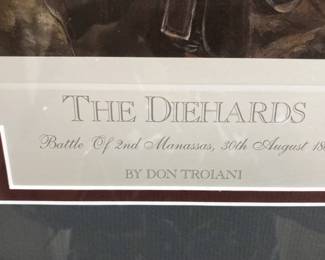 THE DIEHARDS
Battle Of 2nd Manassas, 30th August 18
BY DON TROIANI